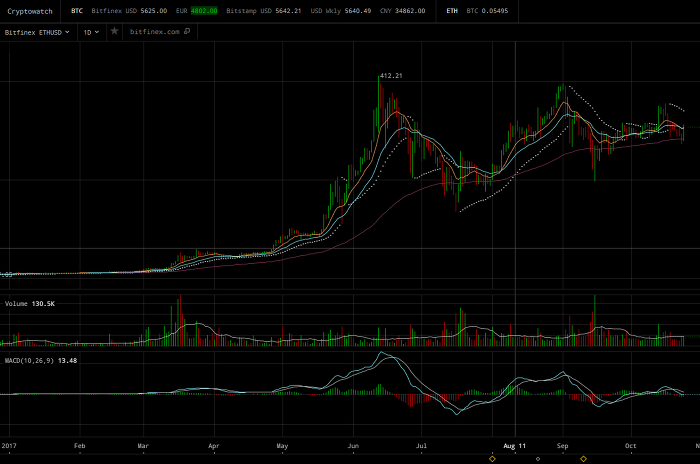 Cryptowatch BTC Bitfinex USD 5625.00 EUR 4802.00 Bitstamp USD 5642.21 USD Wkly 5640.49 CNY 34862.00 ETH BTC 0.05495
Bitfinex ETHUSD 1D bitfinex.com
412.21
Volume 130.5K
MACD(10,26,9) 13.48
2017 Feb Mar Apr May Jun Jul Aug 11 Sep Oct N